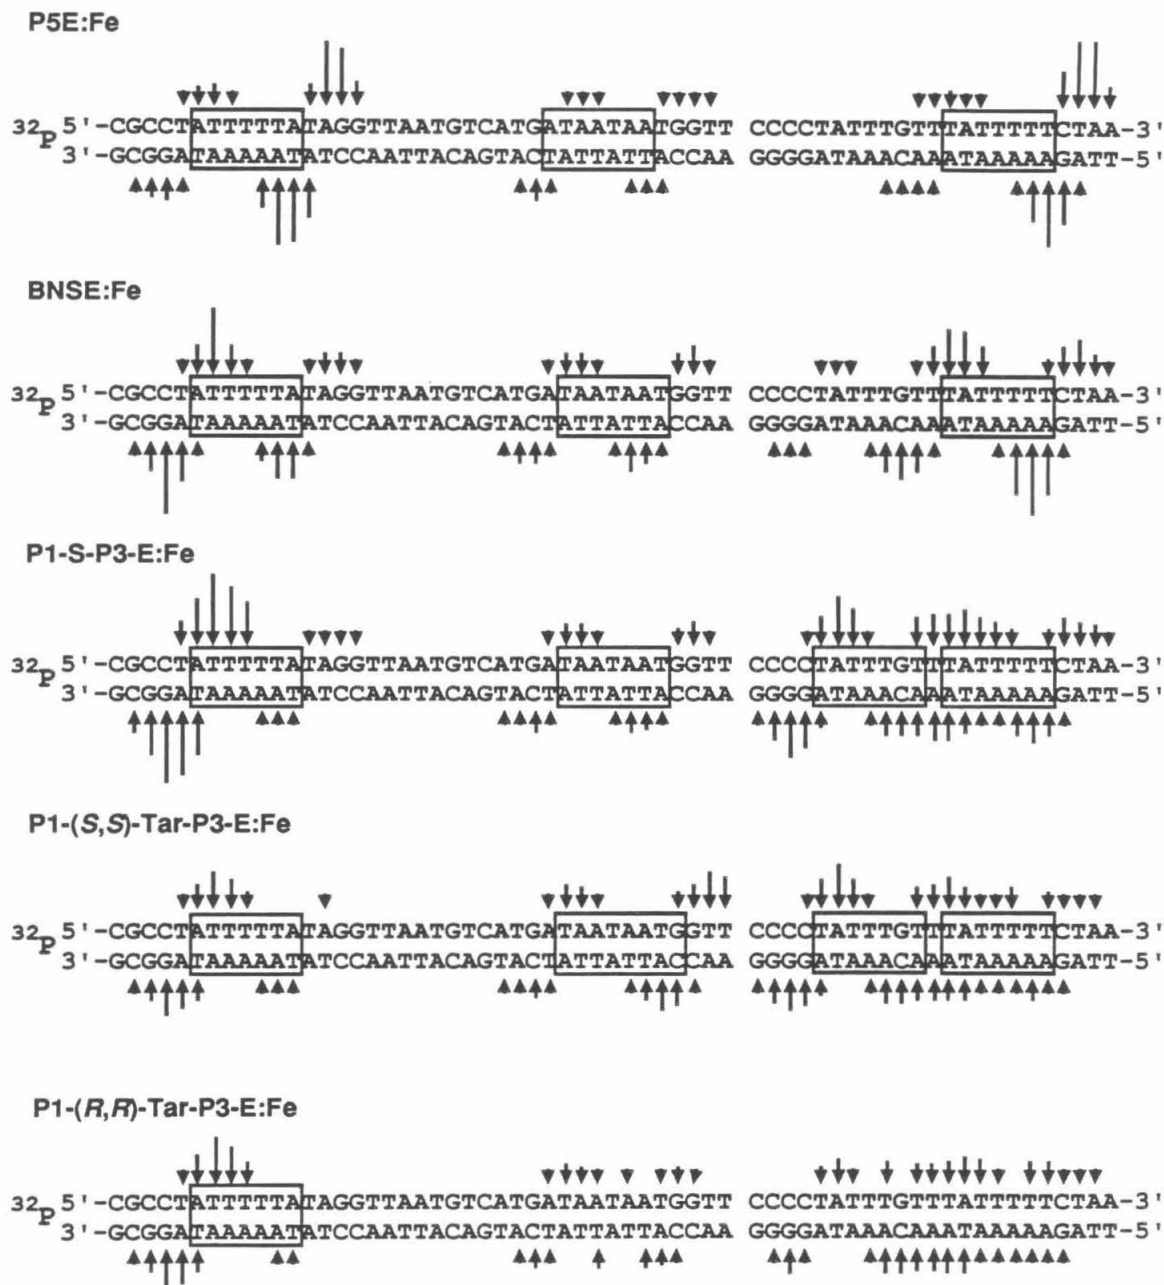 P5E:Fe
32P 5'-CGCCTATTTTTATAGGTTAATGTCATGATAATAATGGTT CCCCTATTTGTTTATTTTTCTAA-3'
3'-GCGGATAAAAATATCCAATTACAGTACTATTATTACCAA GGGGATAAACAAATAAAAAGATT-5'
BNSE:Fe
32P 5'-CGCCTATTTTTATAGGTTAATGTCATGATAATAATGGTT CCCCTATTTGTTTATTTTTCTAA-3'
3'-GCGGATAAAAATATCCAATTACAGTACTATTATTACCAA GGGGATAAACAAATAAAAAGATT-5'
P1-S-P3-E:Fe
32P 5'-CGCCTATTTTTATAGGTTAATGTCATGATAATAATGGTT CCCCTATTTGTTTATTTTTCTAA-3'
3'-GCGGATAAAAATATCCAATTACAGTACTATTATTACCAA GGGGATAAACAAATAAAAAGATT-5'
P1-(S,S)-Tar-P3-E:Fe
32P 5'-CGCCTATTTTTATAGGTTAATGTCATGATAATAATGGTT CCCCTATTTGTTTATTTTTCTAA-3'
3'-GCGGATAAAAATATCCAATTACAGTACTATTATTACCAA GGGGATAAACAAATAAAAAGATT-5'
P1-(R,R)-Tar-P3-E:Fe
32P 5'-CGCCTATTTTTATAGGTTAATGTCATGATAATAATGGTT CCCCTATTTGTTTATTTTTCTAA-3'
3'-GCGGATAAAAATATCCAATTACAGTACTATTATTACCAA GGGGATAAACAAATAAAAAGATT-5'